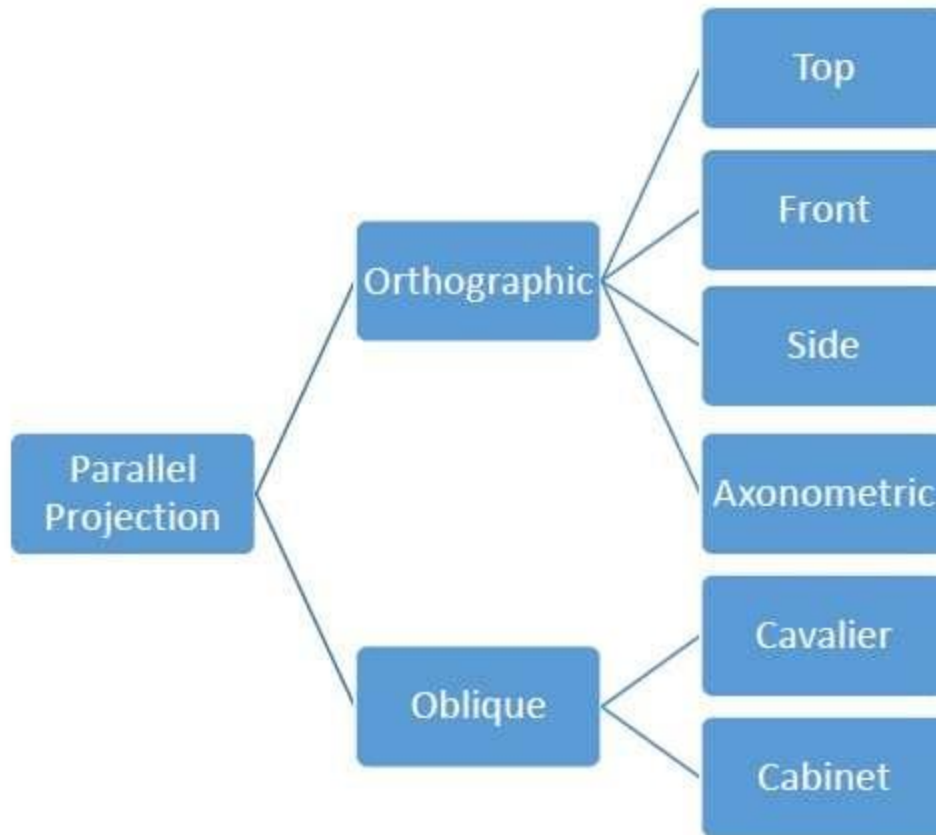 Top
Front
Orthographic
Side
Parallel
Projection
Axonometric
Cavalier
Oblique
Cabinet